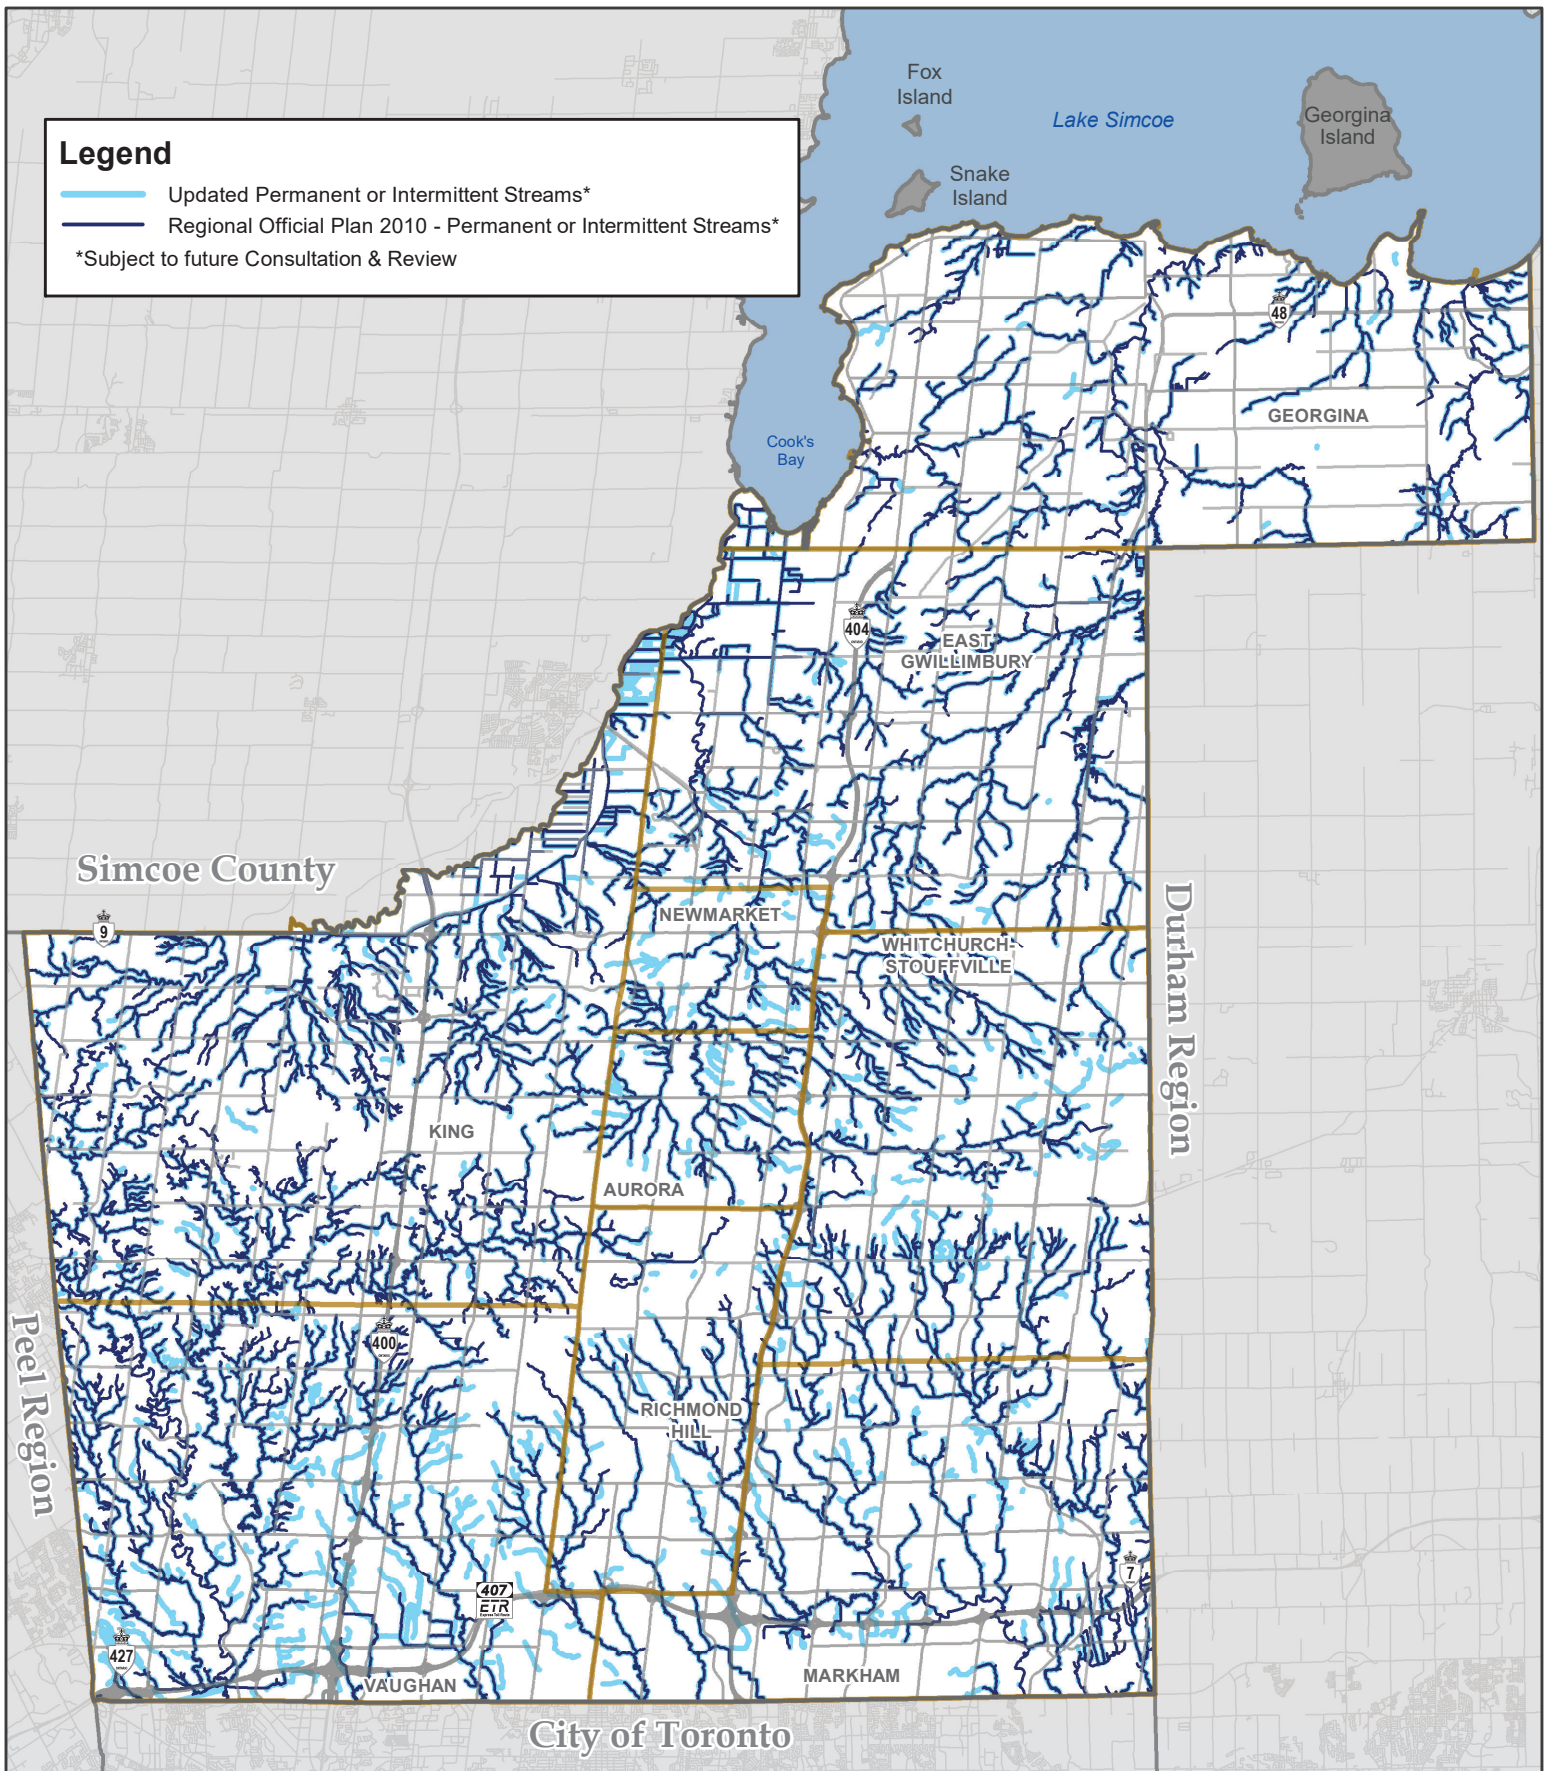 Fox
Island
Lake Simcoe
Georgina
Island
Snake
Island
Legend
Updated Permanent or Intermittent Streams*
Regional Official Plan 2010 - Permanent or Intermittent Streams*
*Subject to future Consultation & Review
48
GEORGINA
Cook's
Bay
404
EAST
GWILLIMBURY
Simcoe County
9
NEWMARKET
WHITCHURCH-
STOUFFVILLE
Durham Region
KING
AURORA
Peel Region
400
RICHMOND
HILL
407
ETR
7
427
VAUGHAN
MARKHAM
City of Toronto